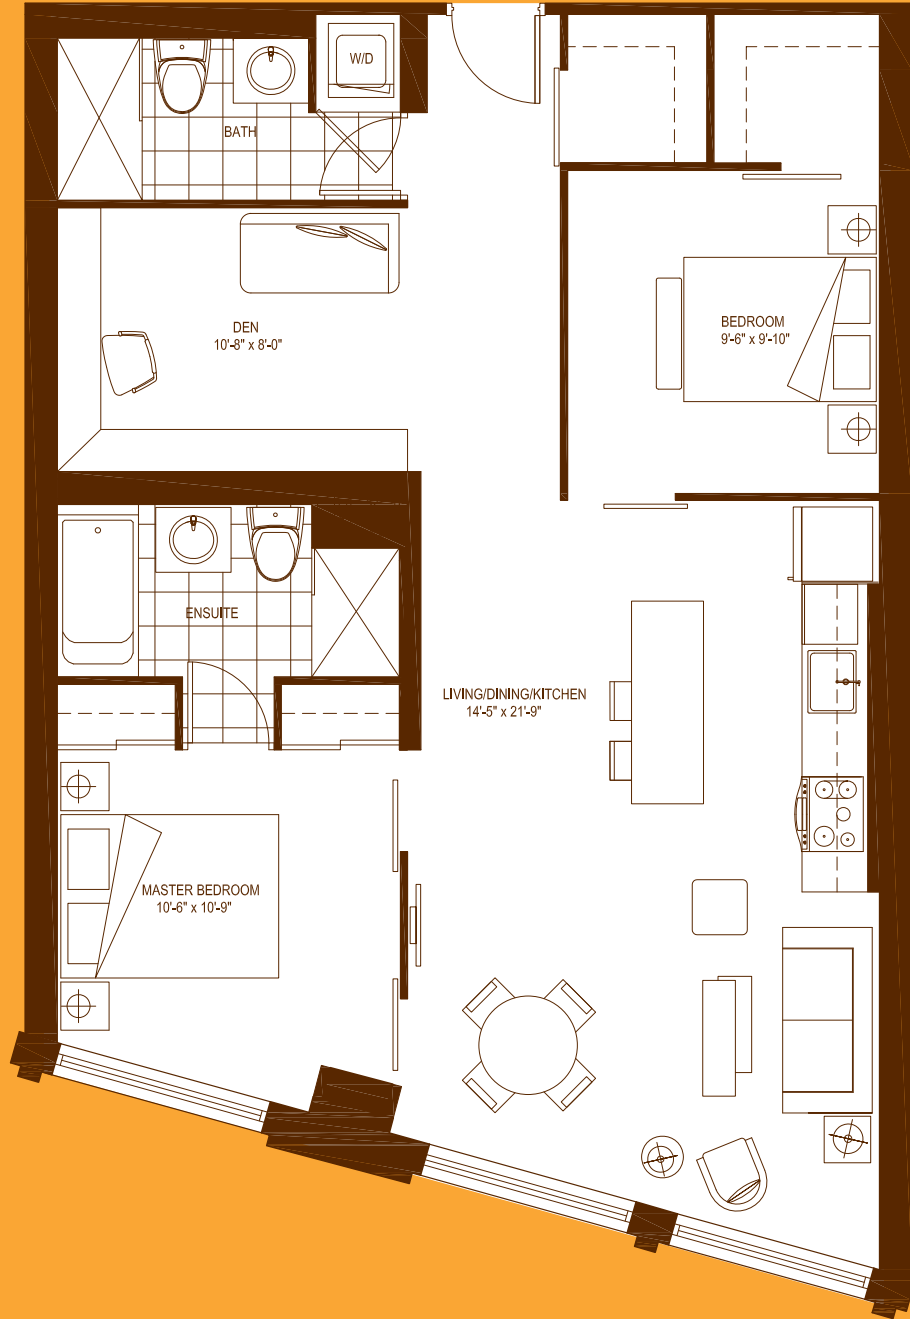 W/D
BATH
DEN
10'-8" x 8'-0"
BEDROOM
9'-6" x 9'-10"
ENSUITE
LIVING/DINING/KITCHEN
14'-5" x 21'-9"
MASTER BEDROOM
10'-6" x 10'-9"